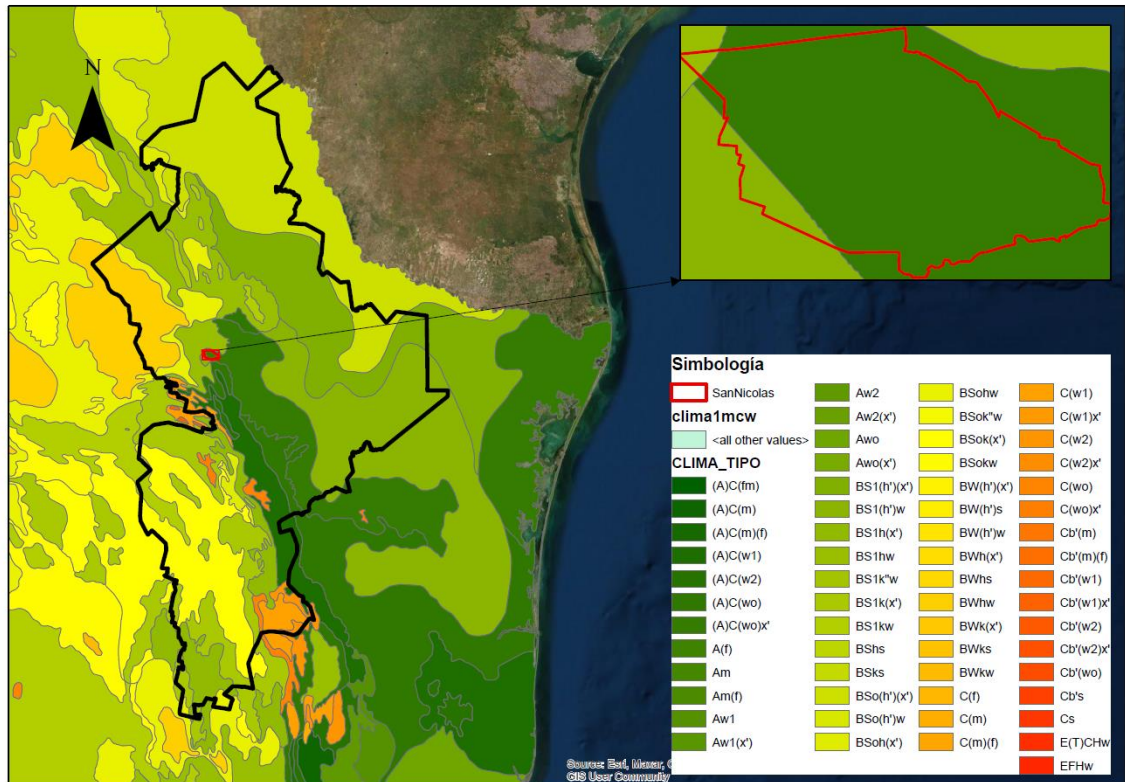 N
Simbología
SanNicolas
clima1mcw
<all other values>
CLIMA_TIPO
(A)C(fm)
(A)C(m)
(A)C(m)(f)
(A)C(w1)
(A)C(w2)
(A)C(wo)
(A)C(wo)x'
A(f)
Am
Am(f)
Aw1
Aw1(x')
Aw2
Aw2(x')
Awo
Awo(x')
BS1(h')(x')
BS1(h')w
BS1h(x')
BS1hw
BS1k"w
BS1k(x')
BS1kw
BShs
BSks
BSo(h')(x')
BSo(h')w
BSoh(x')
BSohw
BSok"w
BSok(x')
BSokw
BW(h')(x')
BW(h')s
BW(h')w
BWh(x')
BWhs
BWhw
BWk(x')
BWks
BWkw
C(f)
C(m)
C(m)(f)
C(w1)
C(w1)x'
C(w2)
C(w2)x'
C(wo)
C(wo)x'
Cb'(m)
Cb'(m)(f)
Cb'(w1)
Cb'(w1)x'
Cb'(w2)
Cb'(w2)x'
Cb'(wo)
Cb's
Cs
E(T)CHw
EFHw
Source: Esri, Maxar,
GIS User Community